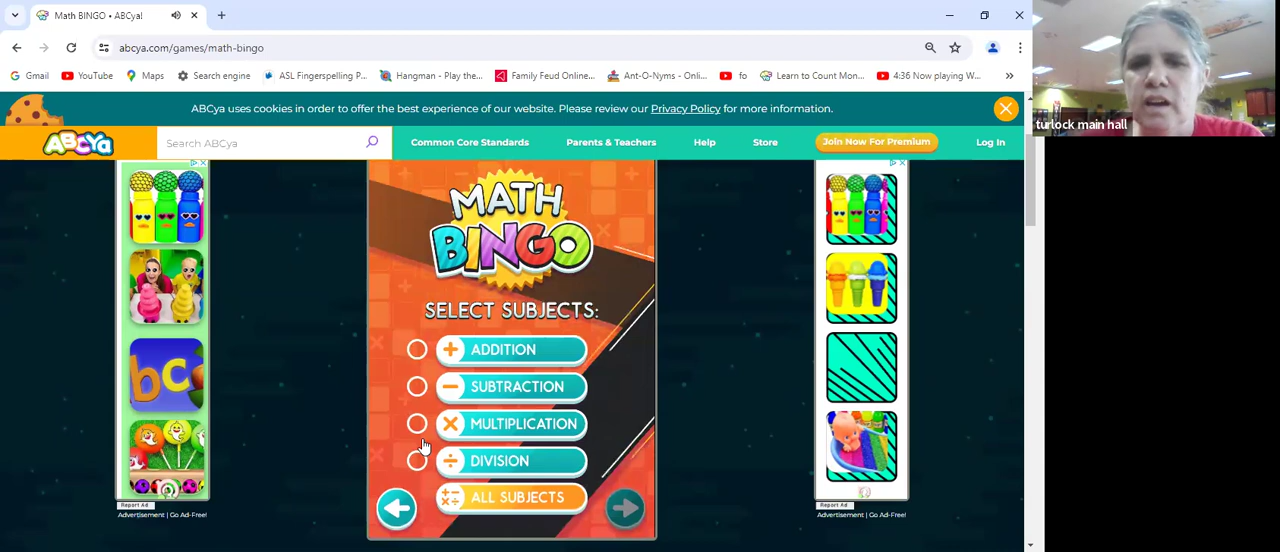 Math BINGO • ABCya!
abcya.com/games/math-bingo
Gmail
YouTube
Maps
Search engine
ASL Fingerspelling P...
Hangman - Play the...
Family Feud Online...
Ant-O-Nyms - Onli...
fo
Learn to Count Mon...
4:36 Now playing W...
»
ABCya uses cookies in order to offer the best experience of our website. Please review our Privacy Policy for more information.
ABCya
Search ABCya
Common Core Standards
Parents & Teachers
Help
Store
Join Now For Premium
Log In
turlock main hall
MATH
BINGO
SELECT SUBJECTS:
+ ADDITION
− SUBTRACTION
× MULTIPLICATION
÷ DIVISION
ALL SUBJECTS
b c
Report Ad
Advertisement | Go Ad-Free!
Report Ad
Advertisement | Go Ad-Free!